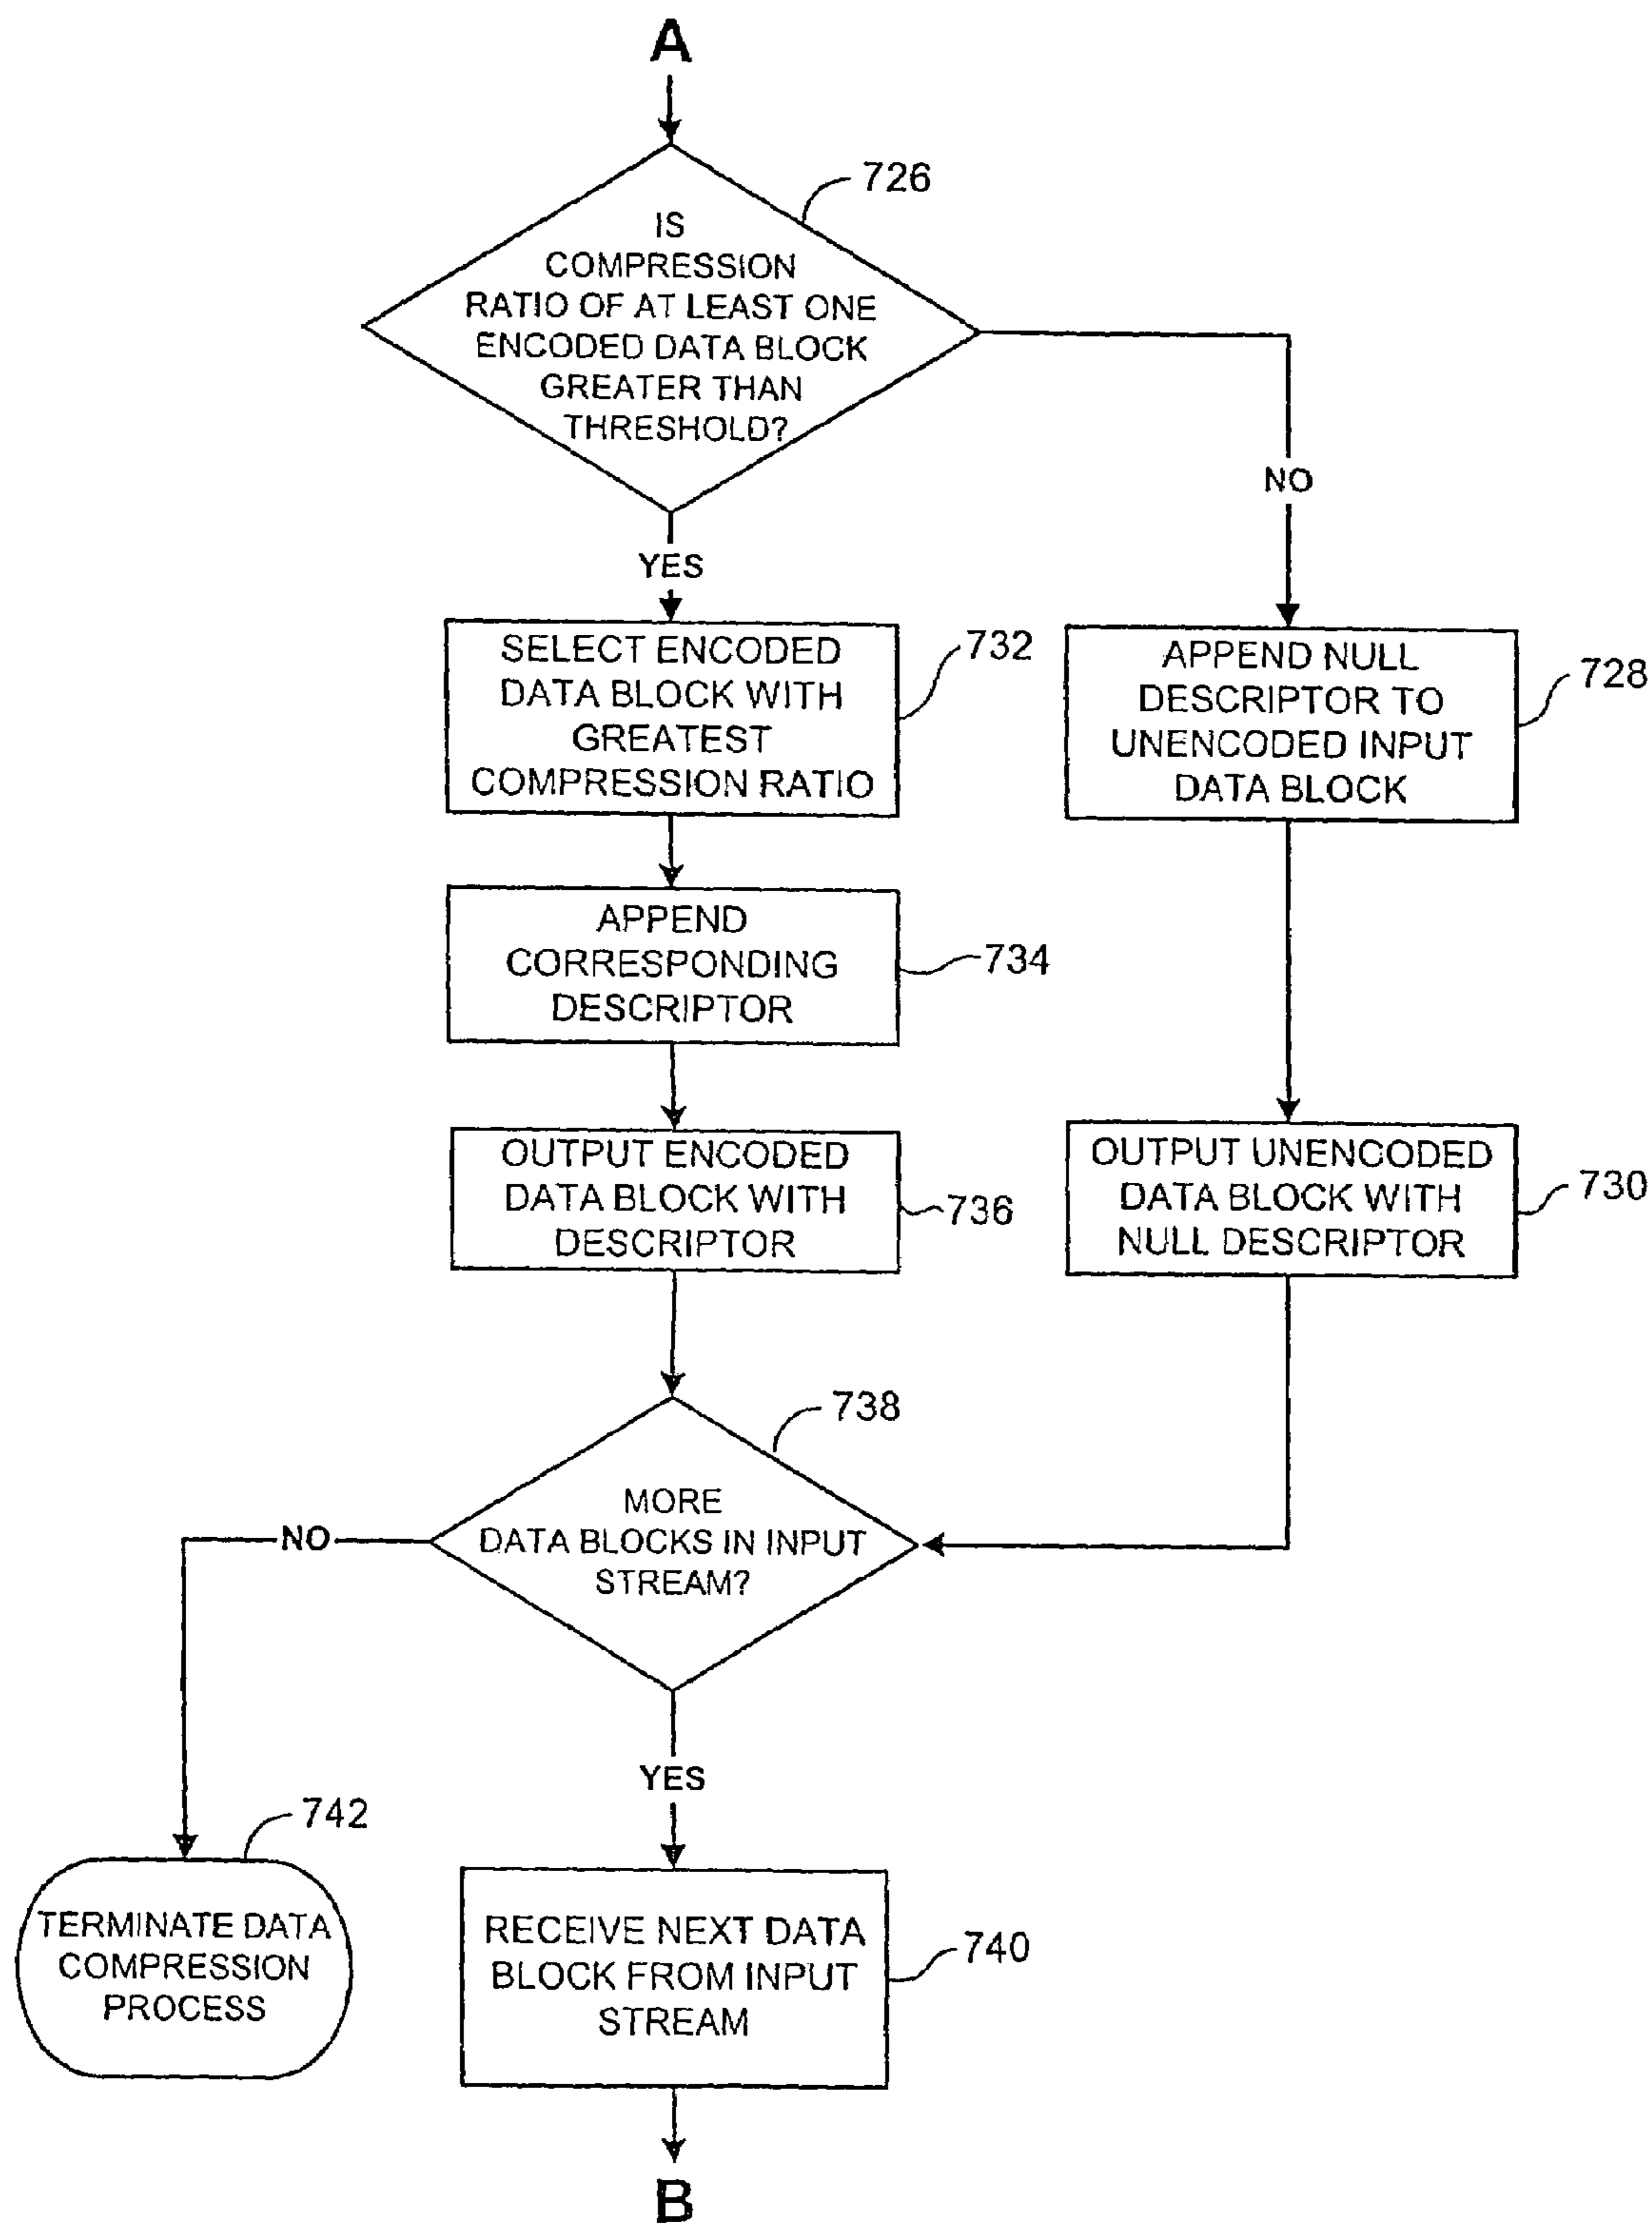 A
726
IS
COMPRESSION
RATIO OF AT LEAST ONE
ENCODED DATA BLOCK
GREATER THAN
THRESHOLD?
NO
YES
SELECT ENCODED
DATA BLOCK WITH
GREATEST
COMPRESSION RATIO
732
APPEND NULL
DESCRIPTOR TO
UNENCODED INPUT
DATA BLOCK
728
APPEND
CORRESPONDING
DESCRIPTOR
734
OUTPUT ENCODED
DATA BLOCK WITH
DESCRIPTOR
736
OUTPUT UNENCODED
DATA BLOCK WITH
NULL DESCRIPTOR
730
738
MORE
DATA BLOCKS IN INPUT
STREAM?
NO
YES
742
TERMINATE DATA
COMPRESSION
PROCESS
RECEIVE NEXT DATA
BLOCK FROM INPUT
STREAM
740
B